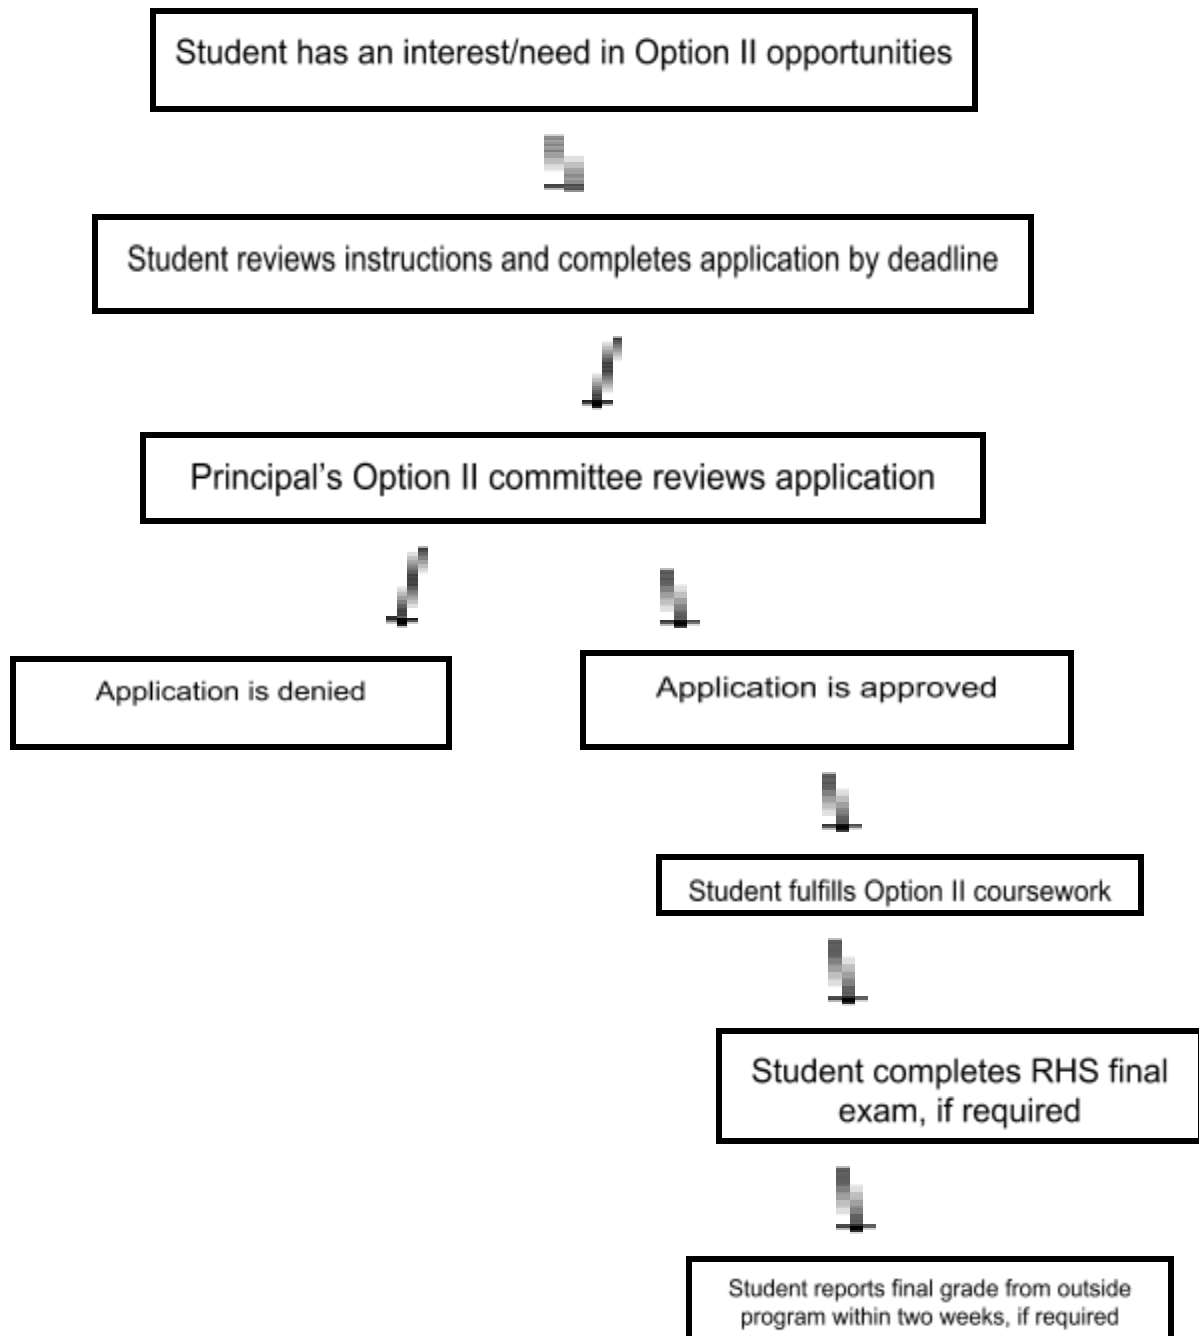 Student has an interest/need in Option II opportunities
Student reviews instructions and completes application by deadline
Principal’s Option II committee reviews application
Application is denied
Application is approved
Student fulfills Option II coursework
Student completes RHS final
exam, if required
Student reports final grade from outside
program within two weeks, if required